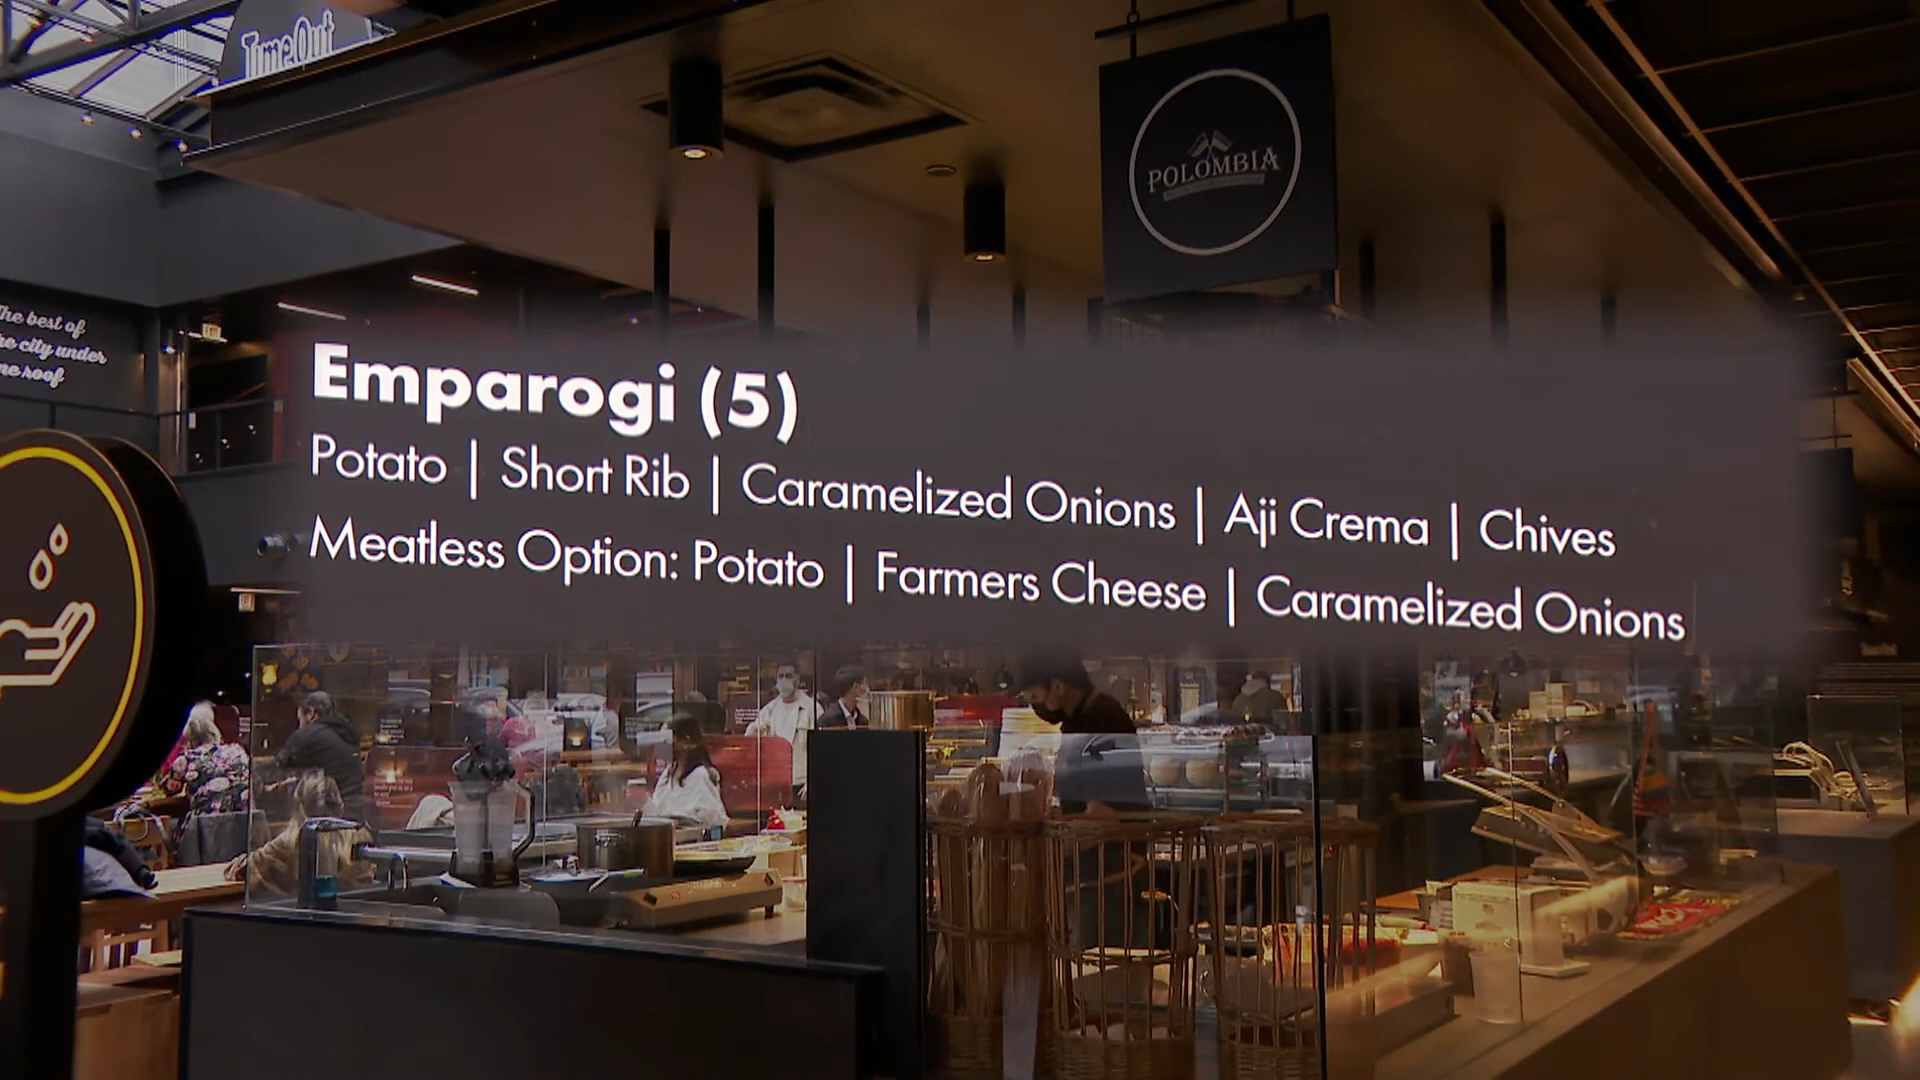 TimeOut
POLOMBIA
The best of
the city under
one roof
Emparogi (5)
Potato | Short Rib | Caramelized Onions | Aji Crema | Chives
Meatless Option: Potato | Farmers Cheese | Caramelized Onions